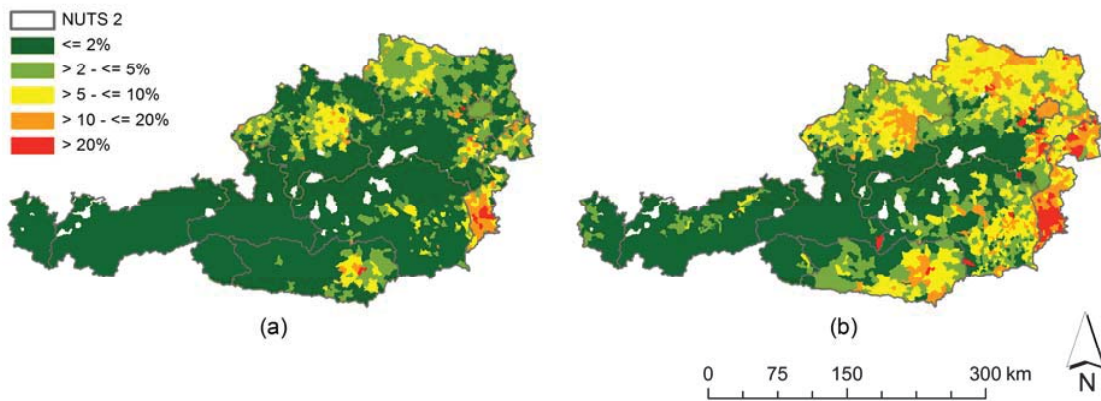 NUTS 2
<= 2%
> 2 - <= 5%
> 5 - <= 10%
> 10 - <= 20%
> 20%
(a)
(b)
0 75 150 300 km
N